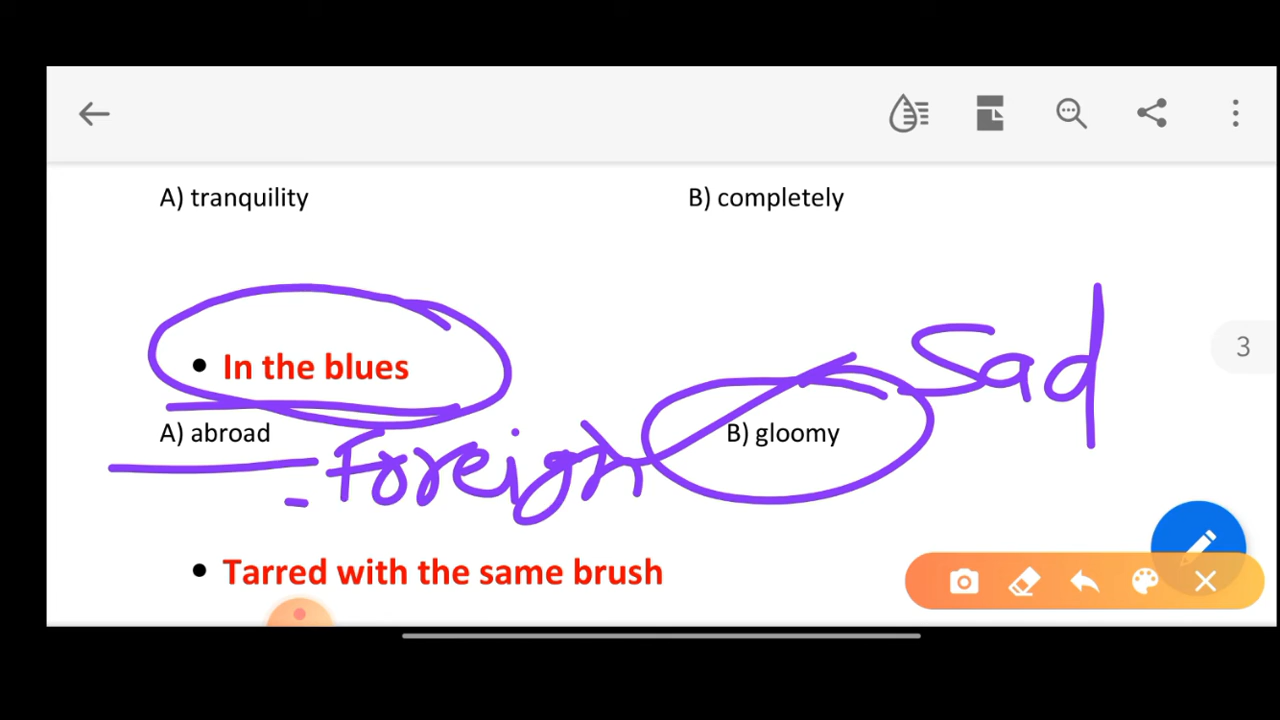 A) tranquility B) completely
• In the blues
Sad
A) abroad B) gloomy
- Foreign
• Tarred with the same brush
3